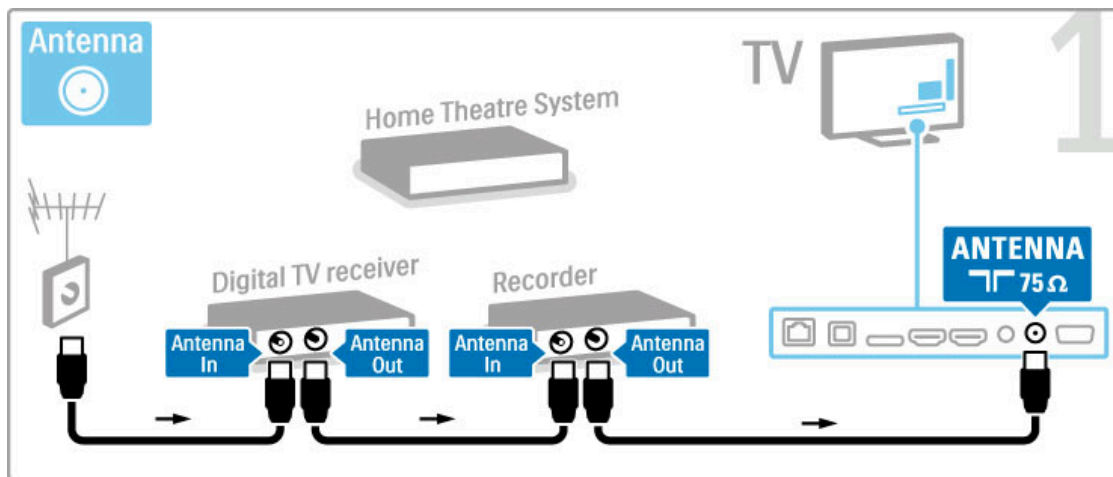 Antenna
TV
1
Home Theatre System
Digital TV receiver
Recorder
ANTENNA
75 Ω
Antenna
In
Antenna
Out
Antenna
In
Antenna
Out